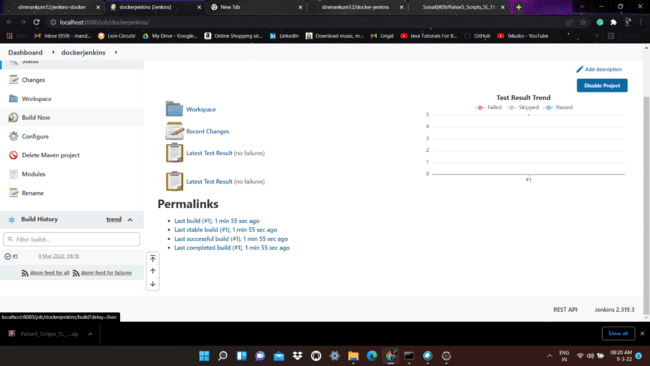 dnrnankum12/jenkins-docker
dockerjenkins [Jenkins]
New Tab
dnrnankum12/docker-jenkins
localhost:8080/job/dockerjenkins/
Inbox (959) - mand...
Lion Circuits
My Drive - Google...
Online Shopping sit...
LinkedIn
Download music, m...
Gmail
Java Tutorials For B...
GitHub
Telusko - YouTube
Dashboard
dockerjenkins
Status
Changes
Workspace
Build Now
Configure
Delete Maven project
Modules
Rename
Build History
trend
Filter builds...
#1
9 Mar 2022, 08:18
Atom feed for all
Atom feed for failures
Add description
Disable Project
Workspace
Recent Changes
Latest Test Result (no failures)
Latest Test Result (no failures)
Test Result Trend
Failed
Skipped
Passed
5
4
3
2
1
0
#1
Permalinks
Last build (#1), 1 min 55 sec ago
Last stable build (#1), 1 min 55 sec ago
Last successful build (#1), 1 min 55 sec ago
Last completed build (#1), 1 min 55 sec ago
REST API
Jenkins 2.319.3
localhost:8080/job/dockerjenkins/build?delay=0sec
Show all
ENG
IN
08:20 AM
9-3-22